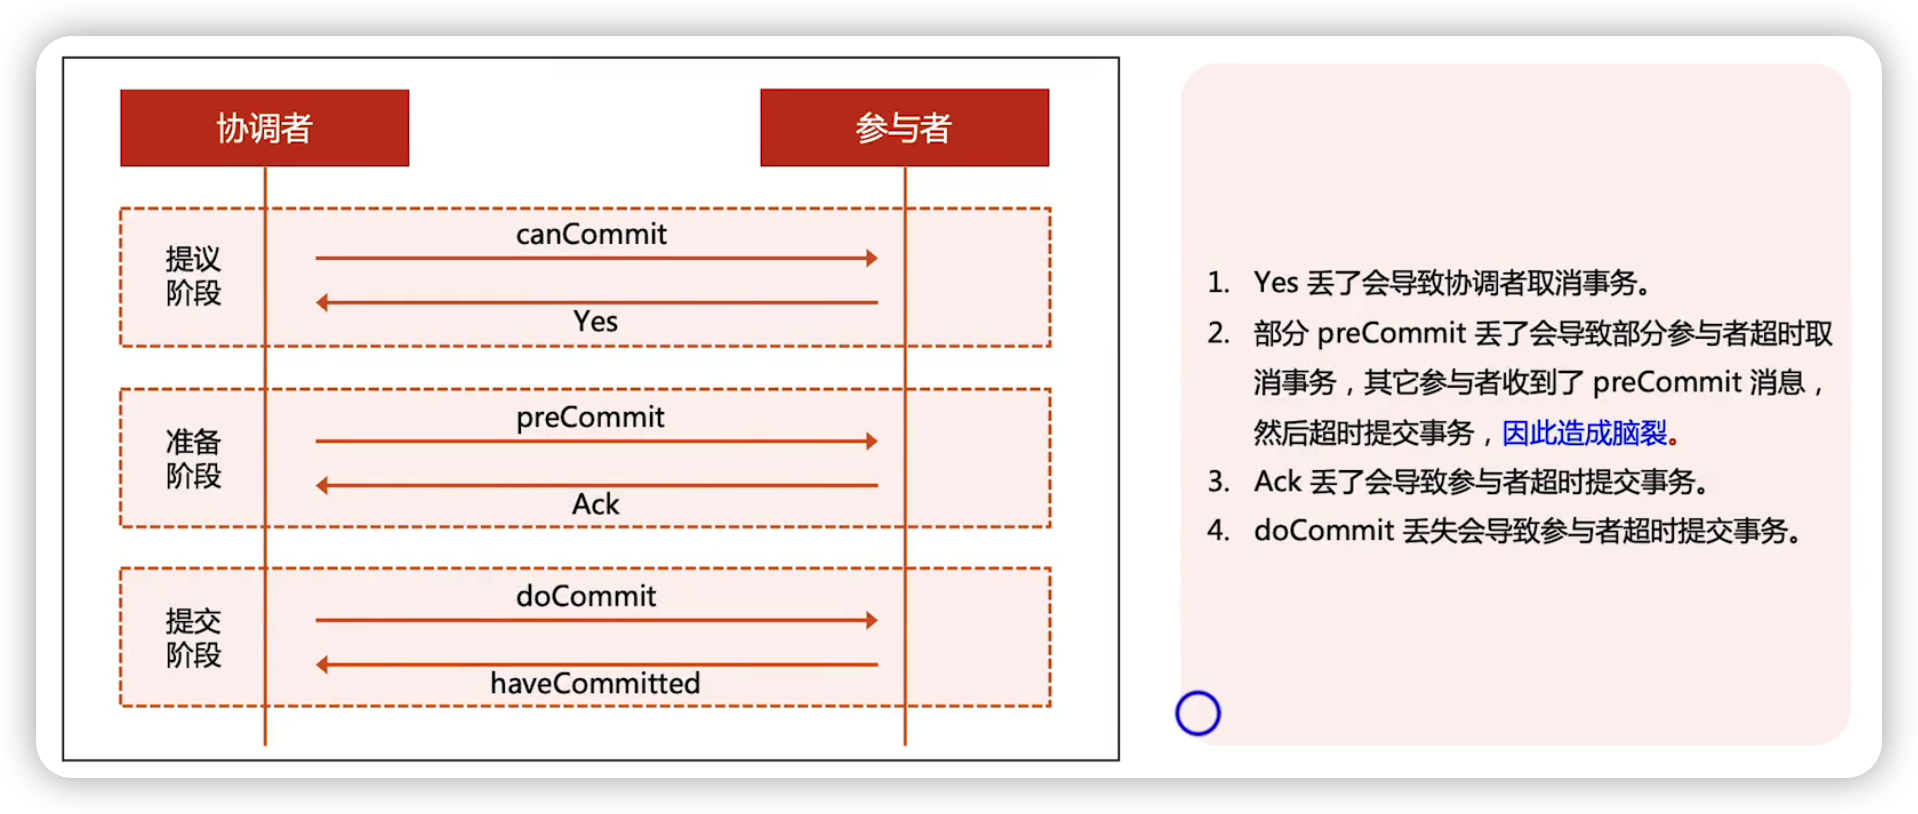 协调者
参与者
提议
阶段
canCommit
Yes
准备
阶段
preCommit
Ack
提交
阶段
doCommit
haveCommitted
1. Yes 丢了会导致协调者取消事务。
2. 部分 preCommit 丢了会导致部分参与者超时取
消事务，其它参与者收到了 preCommit 消息，
然后超时提交事务，因此造成脑裂。
3. Ack 丢了会导致参与者超时提交事务。
4. doCommit 丢失会导致参与者超时提交事务。